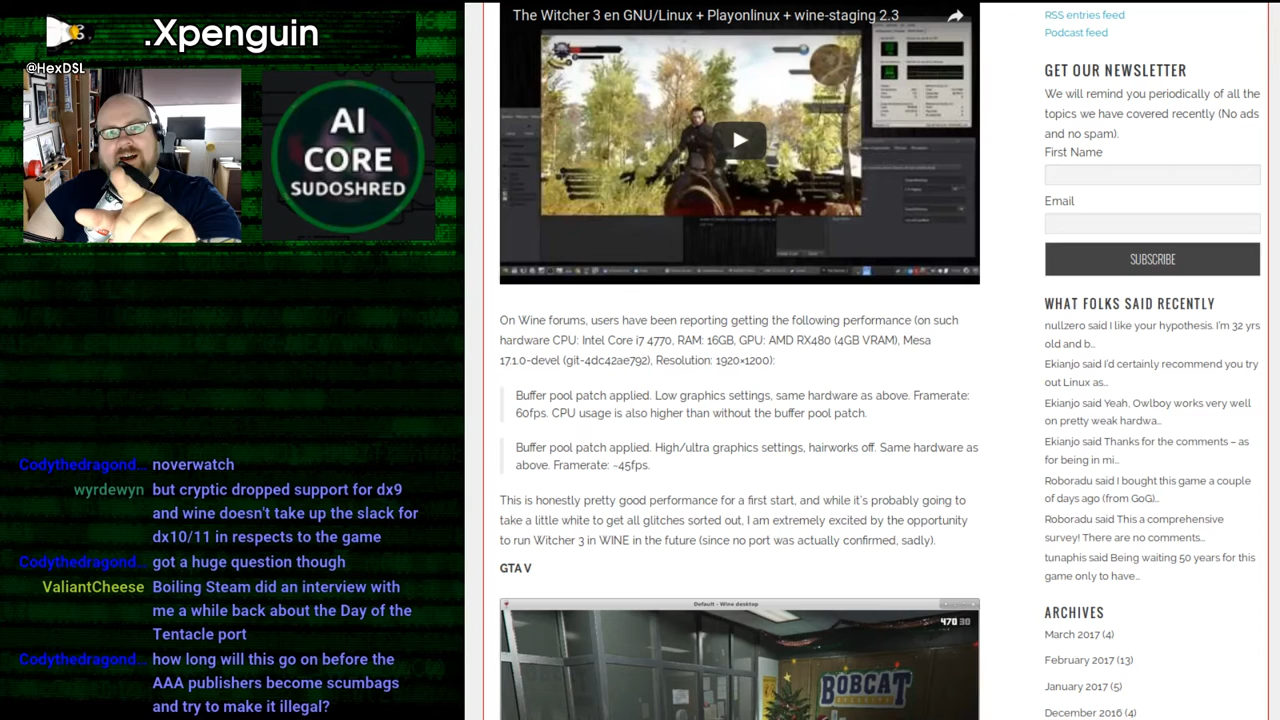 .Xpenguin
@HexDSL
AI
CORE
SUDOSHRED
Codythedragond... noverwatch
wyrdewyn but cryptic dropped support for dx9
and wine doesn't take up the slack for
dx10/11 in respects to the game
Codythedragond... got a huge question though
ValiantCheese Boiling Steam did an interview with
me a while back about the Day of the
Tentacle port
Codythedragond... how long will this go on before the
AAA publishers become scumbags
and try to make it illegal?
The Witcher 3 en GNU/Linux + Playonlinux + wine-staging 2.3
On Wine forums, users have been reporting getting the following performance (on such
hardware CPU: Intel Core i7 4770, RAM: 16GB, GPU: AMD RX480 (4GB VRAM), Mesa
17.1.0-devel (git-4dc42ae792), Resolution: 1920×1200):
Buffer pool patch applied. Low graphics settings, same hardware as above. Framerate:
60fps. CPU usage is also higher than without the buffer pool patch.
Buffer pool patch applied. High/ultra graphics settings, hairworks off. Same hardware as
above. Framerate: ~45fps.
This is honestly pretty good performance for a first start, and while it's probably going to
take a little white to get all glitches sorted out, I am extremely excited by the opportunity
to run Witcher 3 in WINE in the future (since no port was actually confirmed, sadly).
GTA V
Default - Wine desktop
470 30
BOBCAT
SECURITY
RSS entries feed
Podcast feed
GET OUR NEWSLETTER
We will remind you periodically of all the
topics we have covered recently (No ads
and no spam).
First Name
Email
SUBSCRIBE
WHAT FOLKS SAID RECENTLY
nullzero said I like your hypothesis. I'm 32 yrs
old and b...
Ekianjo said I'd certainly recommend you try
out Linux as...
Ekianjo said Yeah, Owlboy works very well
on pretty weak hardwa...
Ekianjo said Thanks for the comments – as
for being in mi...
Roboradu said I bought this game a couple
of days ago (from GoG)...
Roboradu said This a comprehensive
survey! There are no comments...
tunaphis said Being waiting 50 years for this
game only to have...
ARCHIVES
March 2017 (4)
February 2017 (13)
January 2017 (5)
December 2016 (4)